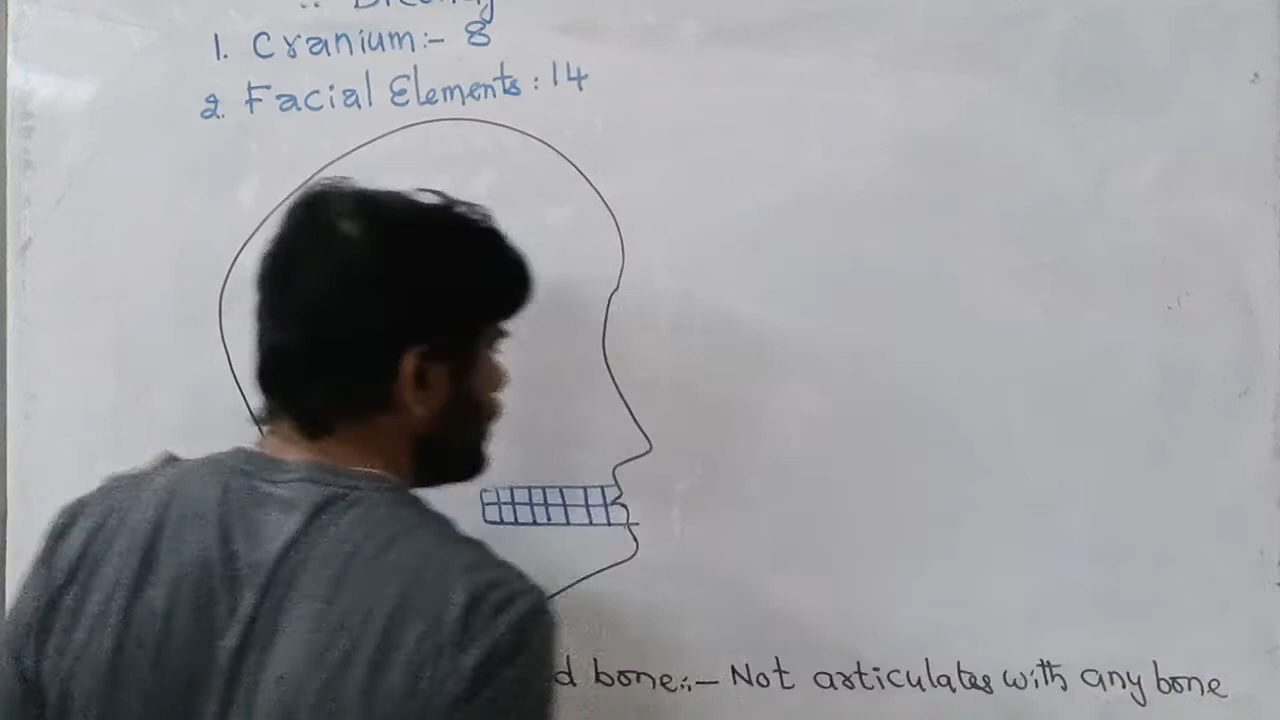 1. Cranium:- 8
2. Facial Elements: 14
bone:- Not articulates with any bone